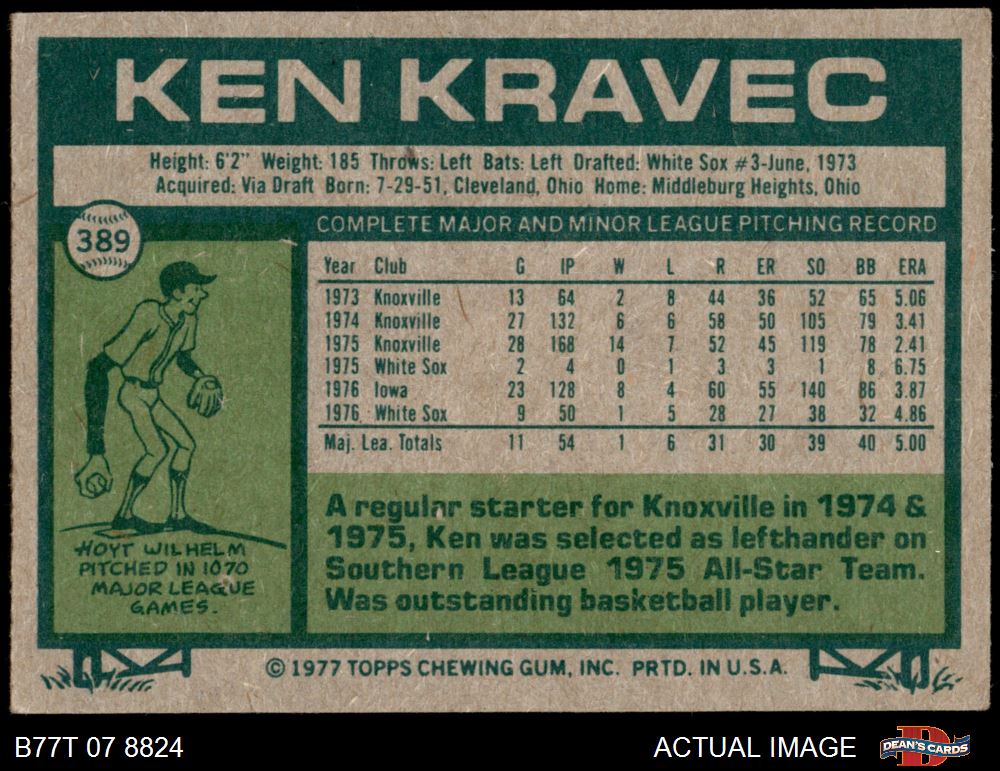 KEN KRAVEC
Height: 6'2" Weight: 185 Throws: Left Bats: Left Drafted: White Sox #3-June, 1973
Acquired: Via Draft Born: 7-29-51, Cleveland, Ohio Home: Middleburg Heights, Ohio
389
COMPLETE MAJOR AND MINOR LEAGUE PITCHING RECORD
Year Club G IP W L R ER SO BB ERA
1973 Knoxville 13 64 2 8 44 36 52 65 5.06
1974 Knoxville 27 132 6 6 58 50 105 79 3.41
1975 Knoxville 28 168 14 7 52 45 119 78 2.41
1975 White Sox 2 4 0 1 3 3 1 8 6.75
1976 Iowa 23 128 8 4 60 55 140 86 3.87
1976 White Sox 9 50 1 5 28 27 38 32 4.86
Maj. Lea. Totals 11 54 1 6 31 30 39 40 5.00
HOYT WILHELM
PITCHED IN 1070
MAJOR LEAGUE
GAMES.
A regular starter for Knoxville in 1974 &
1975, Ken was selected as lefthander on
Southern League 1975 All-Star Team.
Was outstanding basketball player.
© 1977 TOPPS CHEWING GUM, INC. PRTD. IN U.S.A.
B77T 07 8824
ACTUAL IMAGE
DEAN'S CARDS